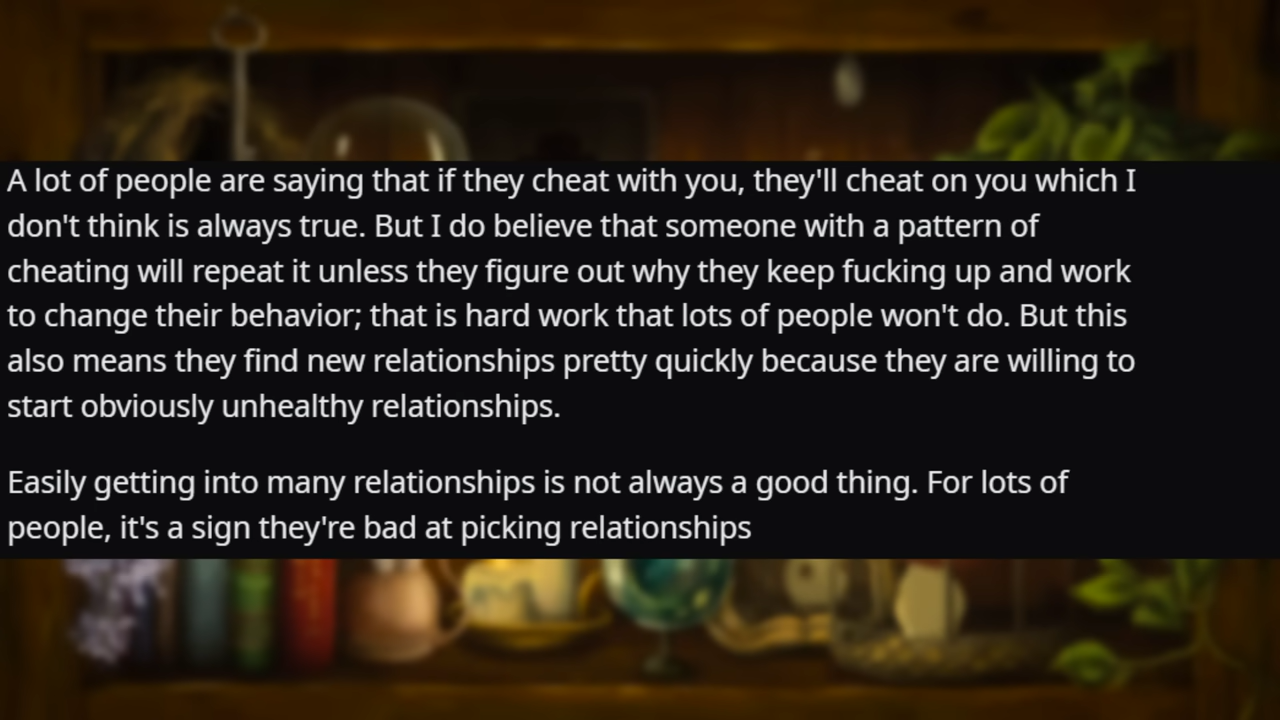 A lot of people are saying that if they cheat with you, they'll cheat on you which I
don't think is always true. But I do believe that someone with a pattern of
cheating will repeat it unless they figure out why they keep fucking up and work
to change their behavior; that is hard work that lots of people won't do. But this
also means they find new relationships pretty quickly because they are willing to
start obviously unhealthy relationships.
Easily getting into many relationships is not always a good thing. For lots of
people, it's a sign they're bad at picking relationships